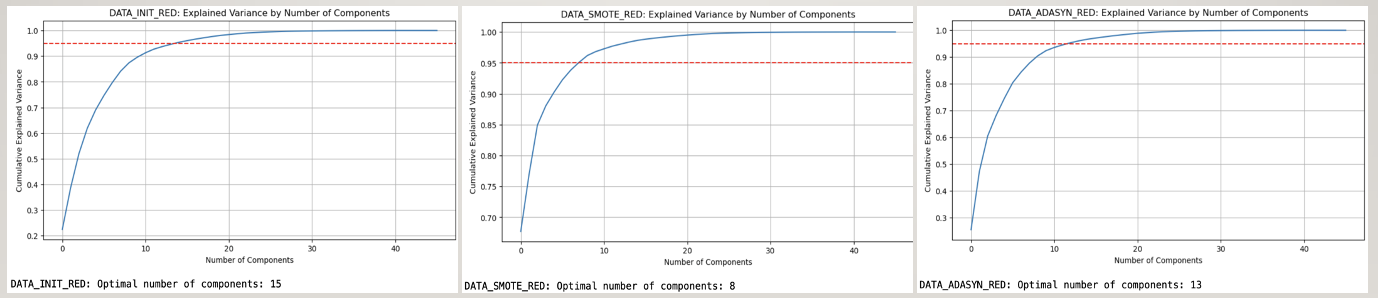 DATA_INIT_RED: Explained Variance by Number of Components
1.0
0.9
0.8
0.7
0.6
0.5
0.4
0.3
0.2
Cumulative Explained Variance
0 10 20 30 40
Number of Components
DATA_INIT_RED: Optimal number of components: 15
DATA_SMOTE_RED: Explained Variance by Number of Components
1.00
0.95
0.90
0.85
0.80
0.75
0.70
Cumulative Explained Variance
0 10 20 30 40
Number of Components
DATA_SMOTE_RED: Optimal number of components: 8
DATA_ADASYN_RED: Explained Variance by Number of Components
1.0
0.9
0.8
0.7
0.6
0.5
0.4
0.3
Cumulative Explained Variance
0 10 20 30 40
Number of Components
DATA_ADASYN_RED: Optimal number of components: 13